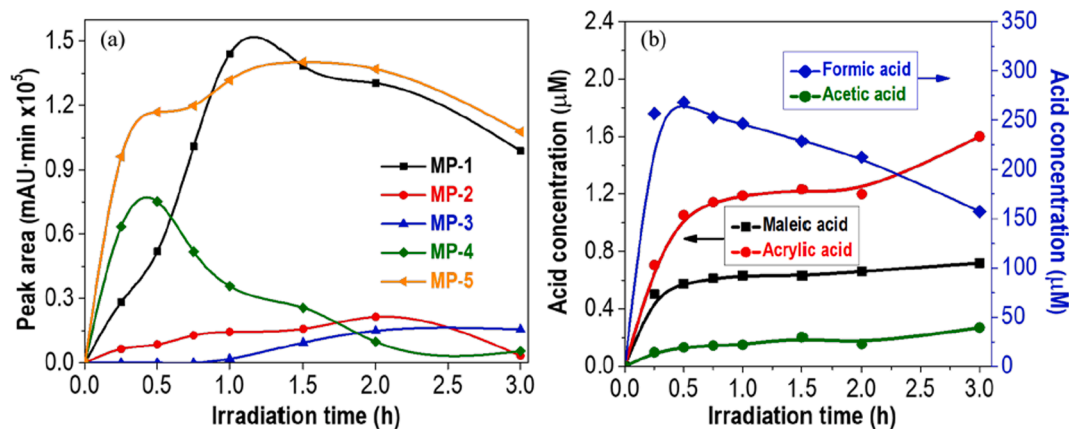 (a)
Peak area (mAU·min x10⁵)
1.5
1.2
0.9
0.6
0.3
0.0
MP-1
MP-2
MP-3
MP-4
MP-5
0.0 0.5 1.0 1.5 2.0 2.5 3.0
Irradiation time (h)
(b)
Acid concentration (μM)
2.4
2.0
1.6
1.2
0.8
0.4
0.0
Formic acid
Acetic acid
Maleic acid
Acrylic acid
350
300
250
200
150
100
50
0
Acid concentration (μM)
0.0 0.5 1.0 1.5 2.0 2.5 3.0
Irradiation time (h)